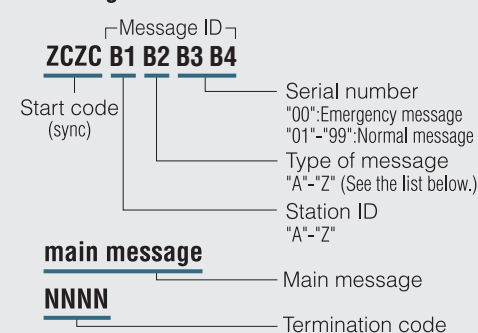 Message ID
ZCZC B1 B2 B3 B4
Start code
(sync)
Serial number
"00":Emergency message
"01"-"99":Normal message
Type of message
"A"-"Z" (See the list below.)
Station ID
"A"-"Z"
main message
Main message
NNNN
Termination code